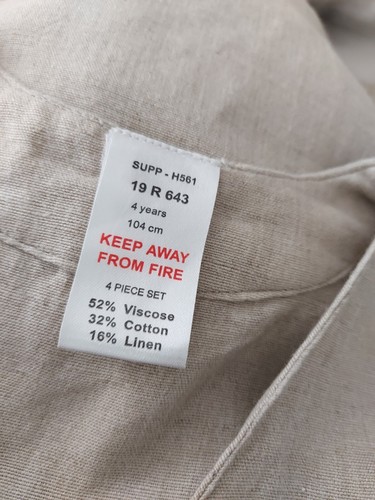 SUPP - H561
19 R 643
4 years
104 cm
KEEP AWAY
FROM FIRE
4 PIECE SET
52% Viscose
32% Cotton
16% Linen